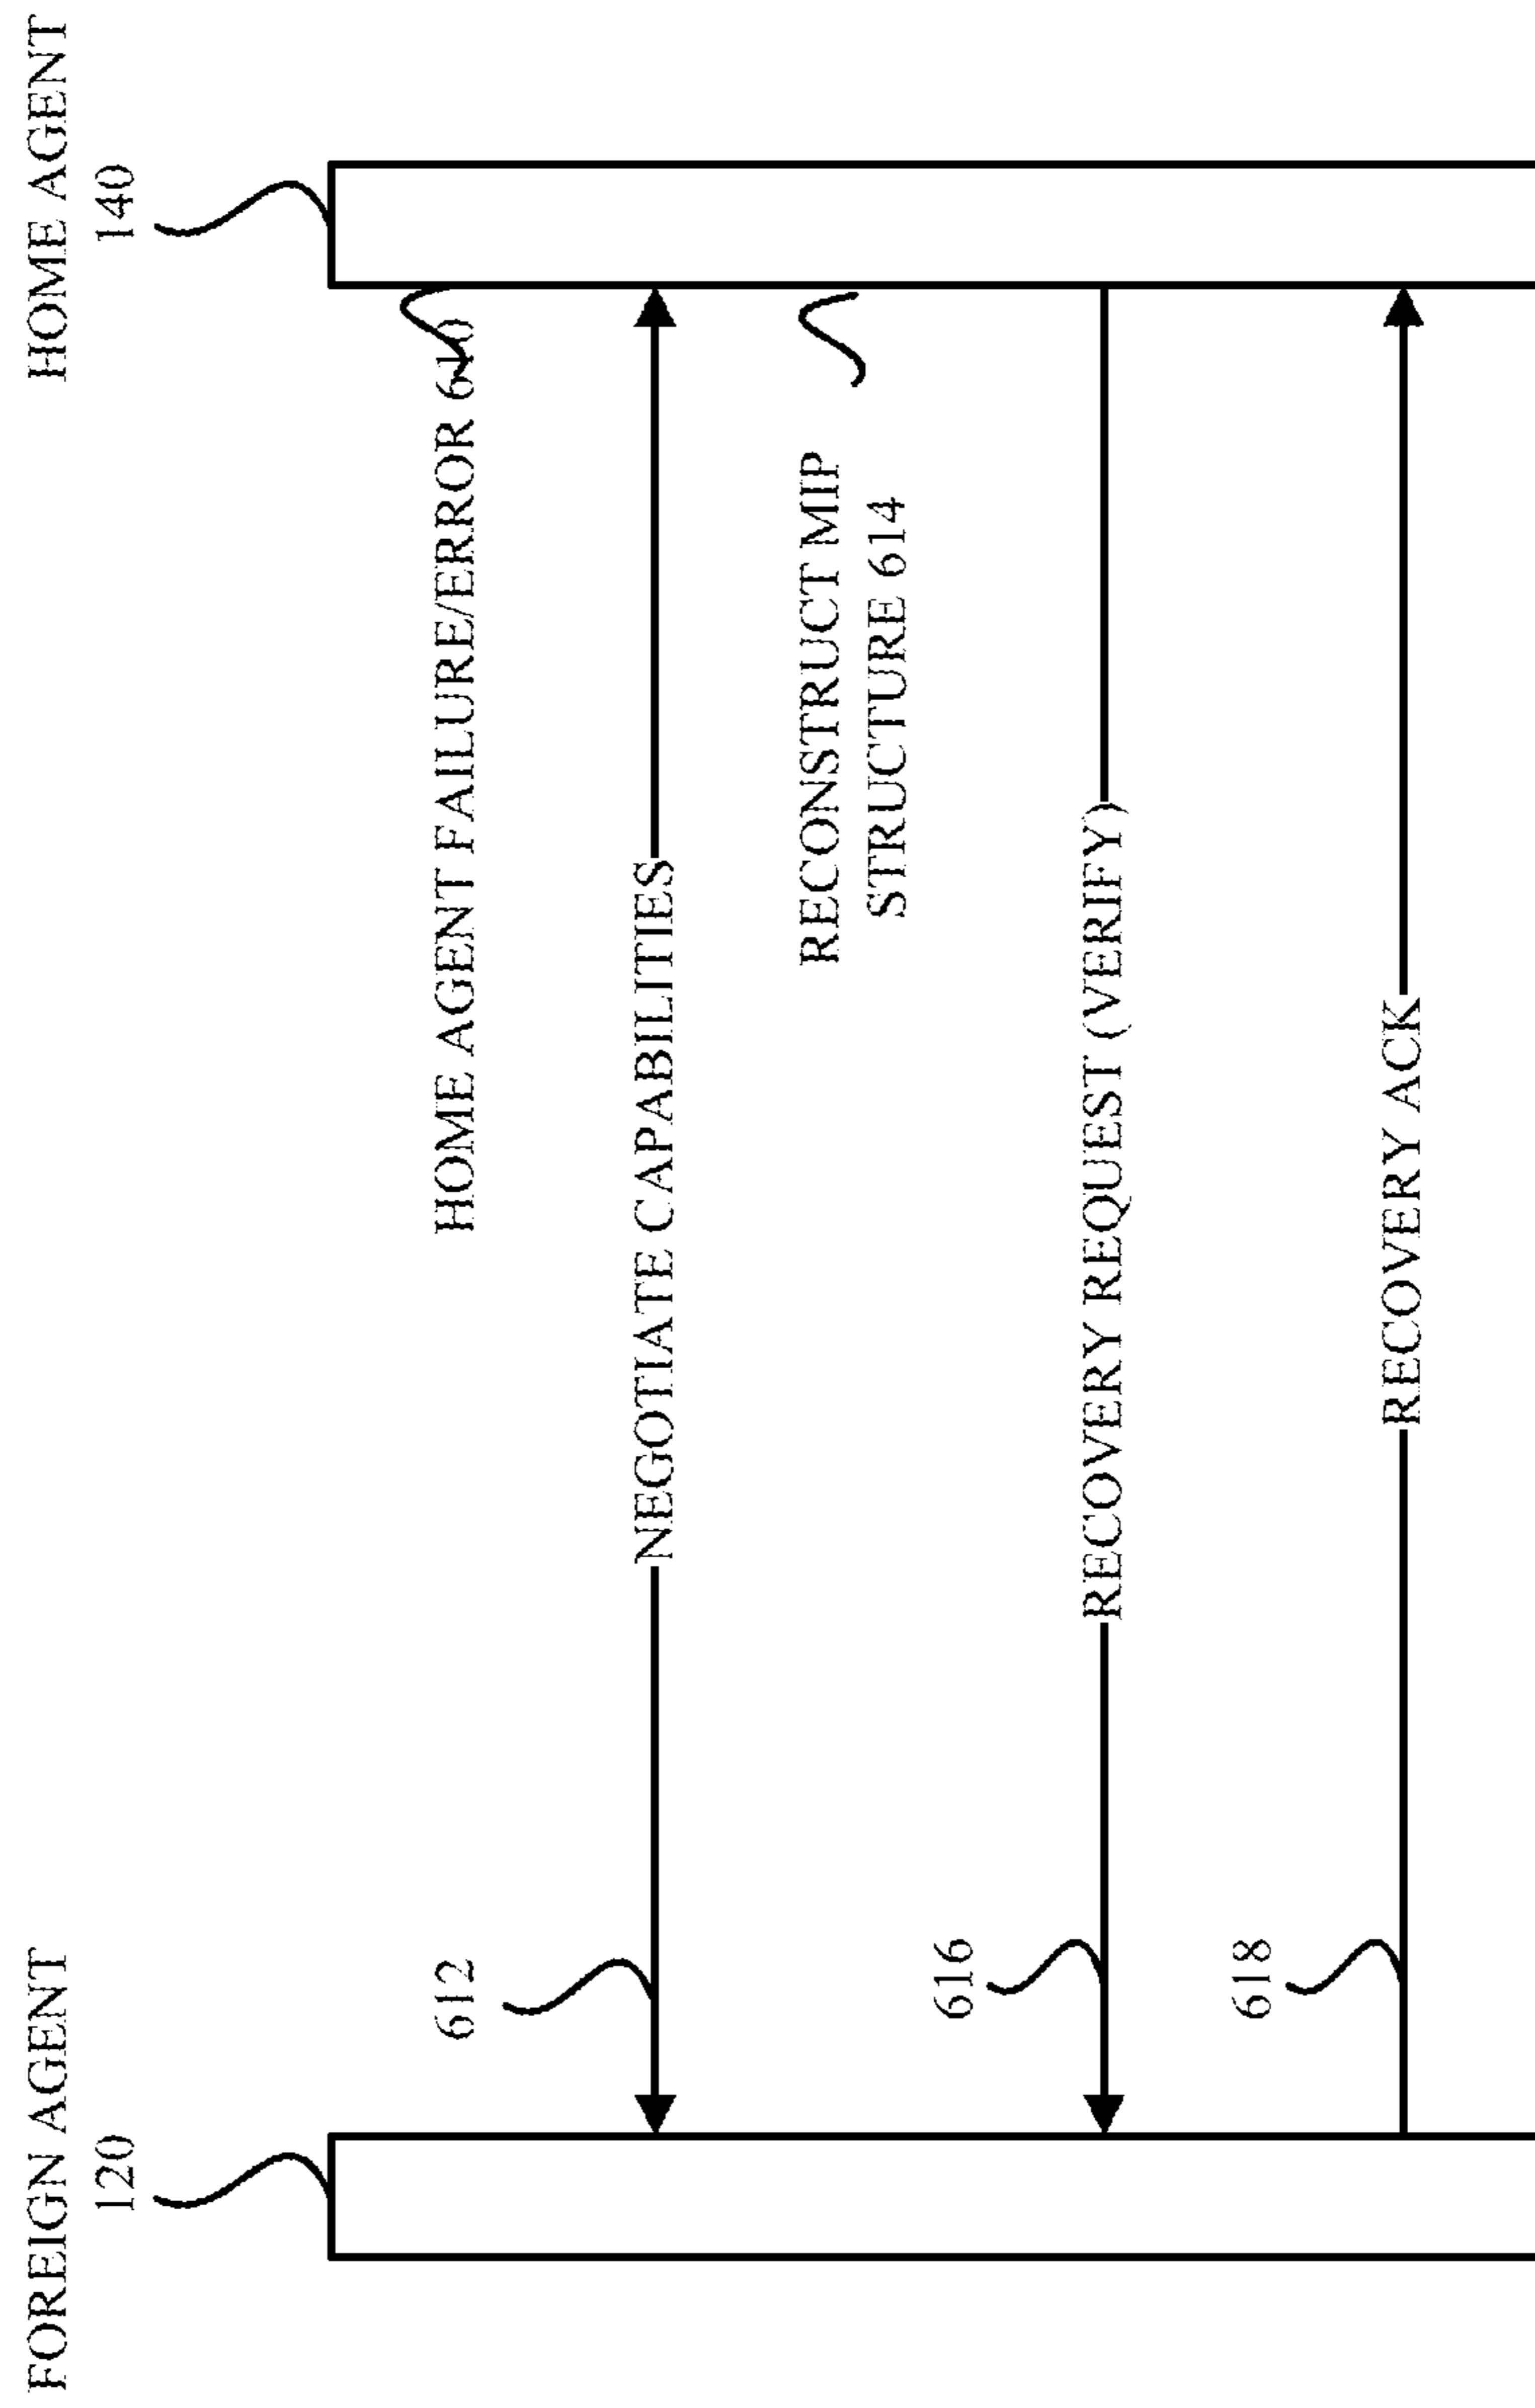 FOREIGN AGENT
120
HOME AGENT
140
HOME AGENT FAILURE/ERROR 610
612
NEGOTIATE CAPABILITIES
RECONSTRUCT MIP
STRUCTURE 614
616
RECOVERY REQUEST (VERIFY)
618
RECOVERY ACK